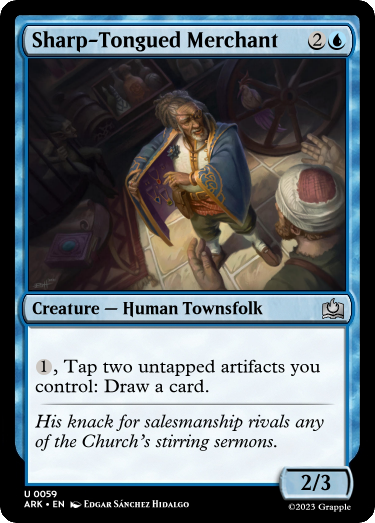 Sharp-Tongued Merchant 2
Creature — Human Townsfolk
1, Tap two untapped artifacts you
control: Draw a card.
His knack for salesmanship rivals any
of the Church's stirring sermons.
2/3
U 0059
ARK • EN Edgar Sánchez Hidalgo
©2023 Grapple